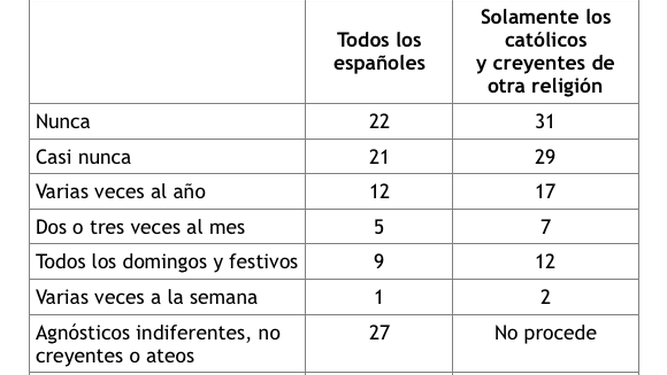 Todos los
españoles
Solamente los
católicos
y creyentes de
otra religión
Nunca 22 31
Casi nunca 21 29
Varias veces al año 12 17
Dos o tres veces al mes 5 7
Todos los domingos y festivos 9 12
Varias veces a la semana 1 2
Agnósticos indiferentes, no
creyentes o ateos 27 No procede